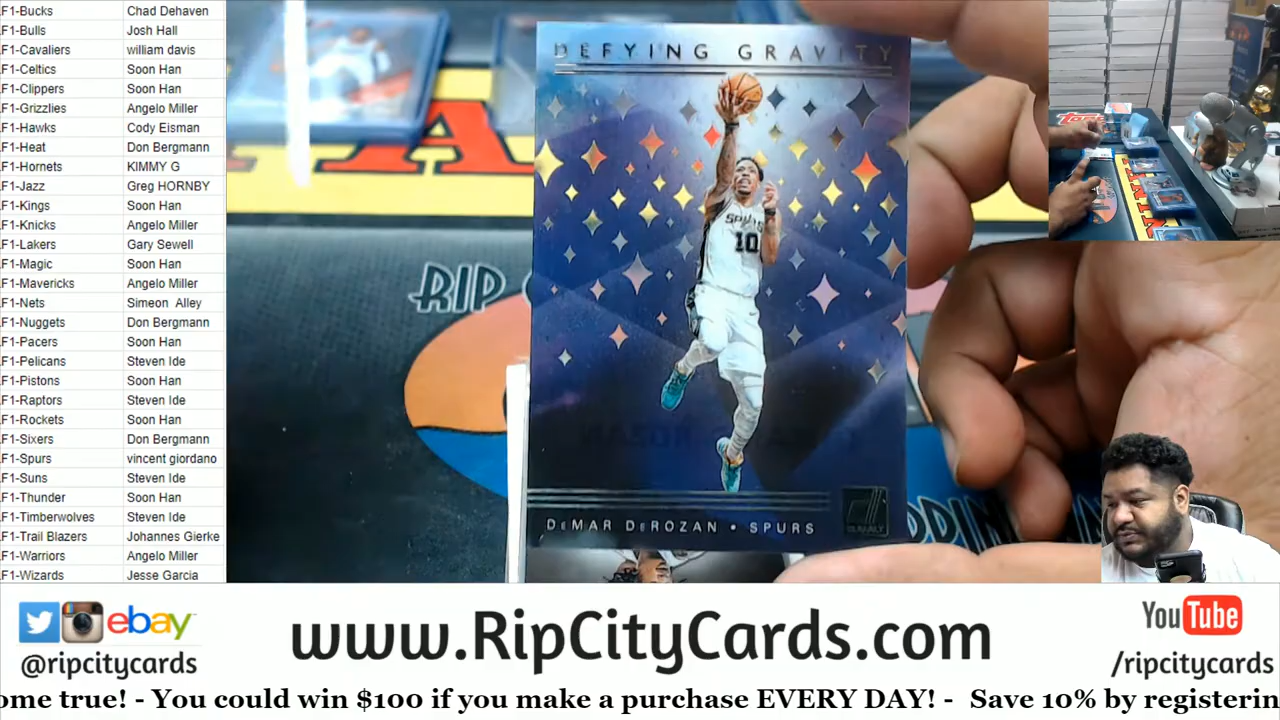 F1-Bucks Chad Dehaven
F1-Bulls Josh Hall
F1-Cavaliers william davis
F1-Celtics Soon Han
F1-Clippers Soon Han
F1-Grizzlies Angelo Miller
F1-Hawks Cody Eisman
F1-Heat Don Bergmann
F1-Hornets KIMMY G
F1-Jazz Greg HORNBY
F1-Kings Soon Han
F1-Knicks Angelo Miller
F1-Lakers Gary Sewell
F1-Magic Soon Han
F1-Mavericks Angelo Miller
F1-Nets Simeon Alley
F1-Nuggets Don Bergmann
F1-Pacers Soon Han
F1-Pelicans Steven Ide
F1-Pistons Soon Han
F1-Raptors Steven Ide
F1-Rockets Soon Han
F1-Sixers Don Bergmann
F1-Spurs vincent giordano
F1-Suns Steven Ide
F1-Thunder Soon Han
F1-Timberwolves Steven Ide
F1-Trail Blazers Johannes Gierke
F1-Warriors Angelo Miller
F1-Wizards Jesse Garcia
DEFYING GRAVITY
SPURS
10
RIP
DEMAR DEROZAN • SPURS
ebay
@ripcitycards
www.RipCityCards.com
YouTube
/ripcitycards
ome true! - You could win $100 if you make a purchase EVERY DAY! - Save 10% by registerin